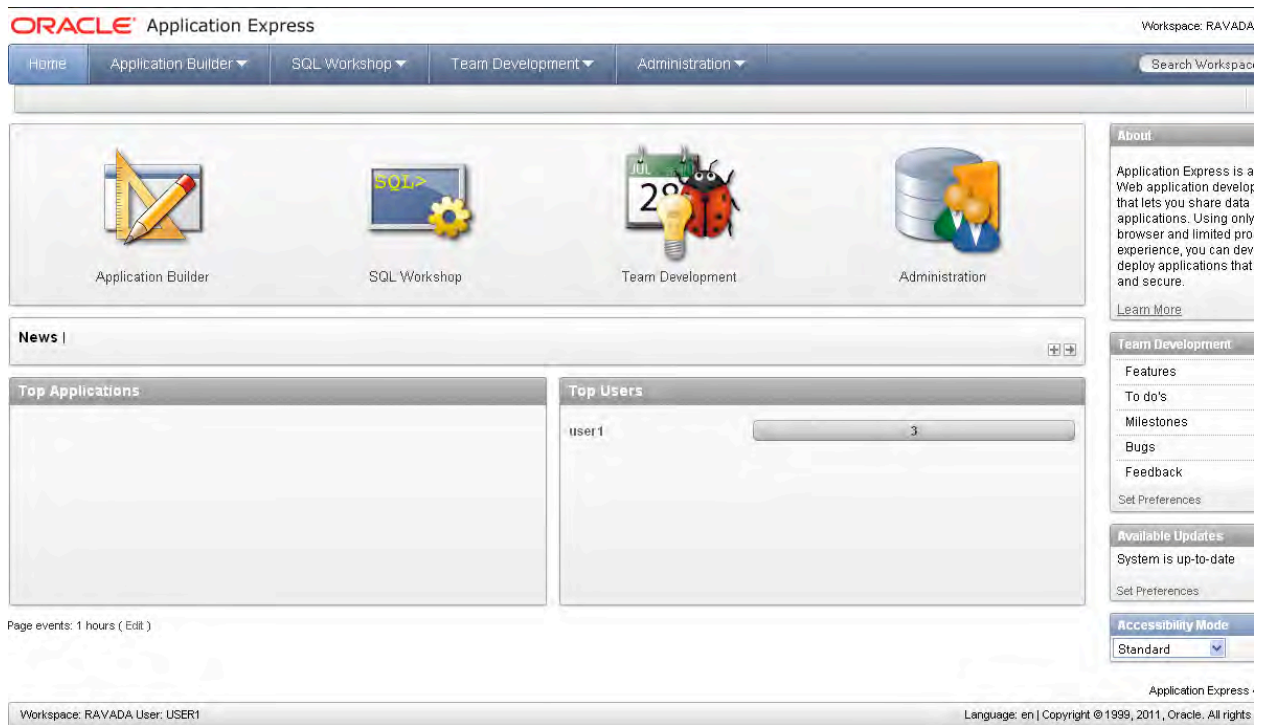 ORACLE Application Express
Workspace: RAVADA
Home Application Builder SQL Workshop Team Development Administration
Search Workspac
SQL>
JUL
28
Application Builder
SQL Workshop
Team Development
Administration
News |
Top Applications
Top Users
user1 3
Page events: 1 hours ( Edit )
About
Application Express is a
Web application develop
that lets you share data
applications. Using only
browser and limited pro
experience, you can dev
deploy applications that
and secure.
Learn More
Team Development
Features
To do's
Milestones
Bugs
Feedback
Set Preferences
Available Updates
System is up-to-date
Set Preferences
Accessibility Mode
Standard
Application Express
Workspace: RAVADA User: USER1
Language: en | Copyright © 1999, 2011, Oracle. All rights